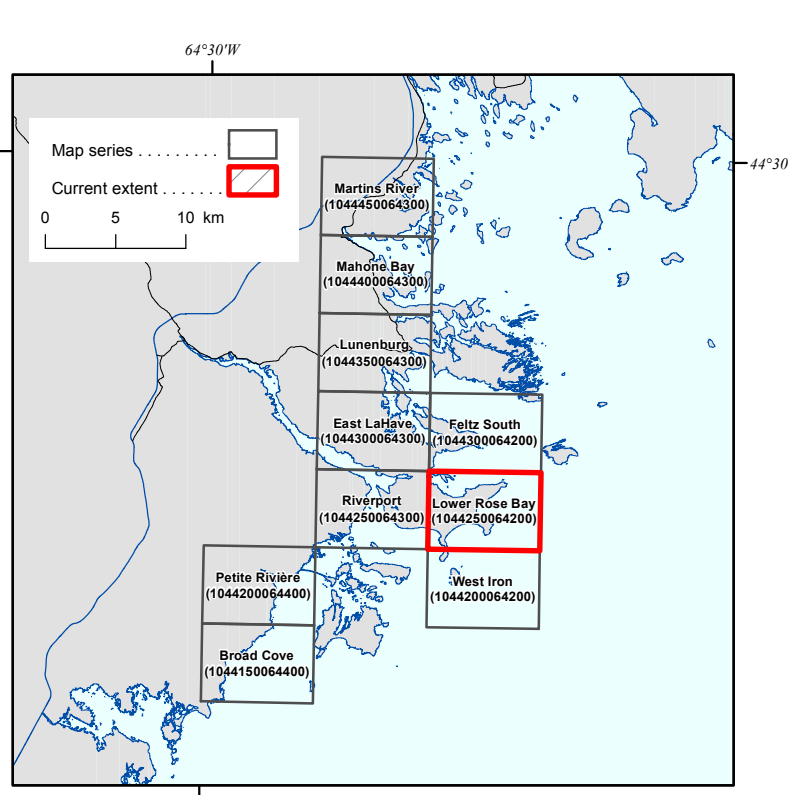 64°30'W
44°30
Map series . . . . . . . . .
Current extent . . . . . . .
0 5 10 km
Martins River
(1044450064300)
Mahone Bay
(1044400064300)
Lunenburg
(1044350064300)
East LaHave
(1044300064300)
Feltz South
(1044300064200)
Riverport
(1044250064300)
Lower Rose Bay
(1044250064200)
Petite Rivière
(1044200064400)
West Iron
(1044200064200)
Broad Cove
(1044150064400)